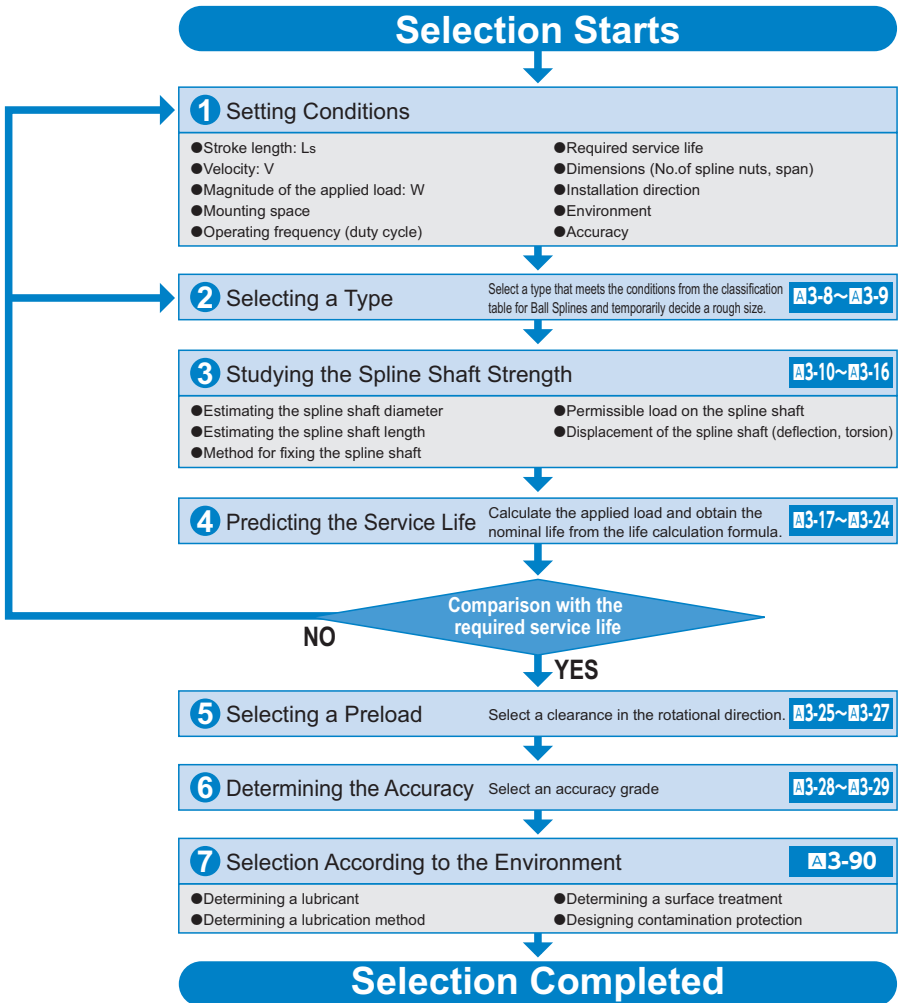 Selection Starts
1 Setting Conditions
●Stroke length: Ls
●Velocity: V
●Magnitude of the applied load: W
●Mounting space
●Operating frequency (duty cycle)
●Required service life
●Dimensions (No.of spline nuts, span)
●Installation direction
●Environment
●Accuracy
2 Selecting a Type
Select a type that meets the conditions from the classification
table for Ball Splines and temporarily decide a rough size.
A3-8~A3-9
3 Studying the Spline Shaft Strength
A3-10~A3-16
●Estimating the spline shaft diameter
●Estimating the spline shaft length
●Method for fixing the spline shaft
●Permissible load on the spline shaft
●Displacement of the spline shaft (deflection, torsion)
4 Predicting the Service Life
Calculate the applied load and obtain the
nominal life from the life calculation formula.
A3-17~A3-24
Comparison with the
required service life
NO
YES
5 Selecting a Preload
Select a clearance in the rotational direction.
A3-25~A3-27
6 Determining the Accuracy
Select an accuracy grade
A3-28~A3-29
7 Selection According to the Environment
A3-90
●Determining a lubricant
●Determining a lubrication method
●Determining a surface treatment
●Designing contamination protection
Selection Completed